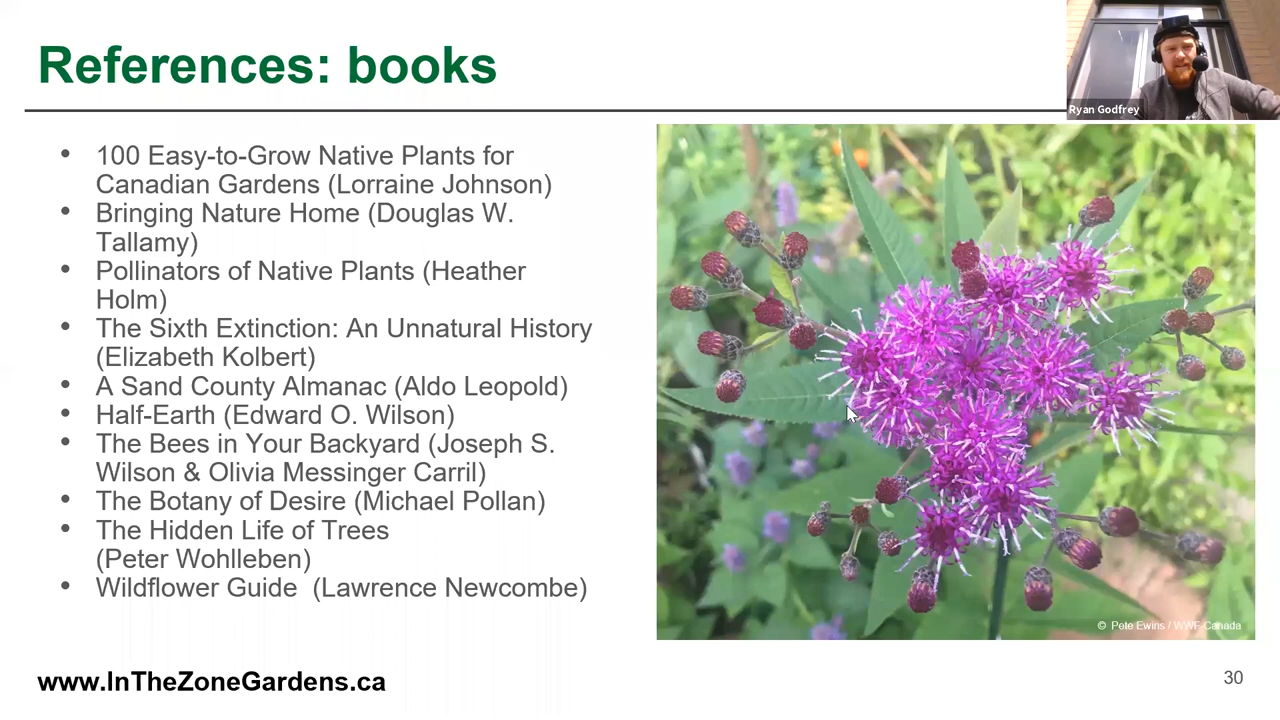 References: books
Ryan Godfrey
• 100 Easy-to-Grow Native Plants for
Canadian Gardens (Lorraine Johnson)
• Bringing Nature Home (Douglas W.
Tallamy)
• Pollinators of Native Plants (Heather
Holm)
• The Sixth Extinction: An Unnatural History
(Elizabeth Kolbert)
• A Sand County Almanac (Aldo Leopold)
• Half-Earth (Edward O. Wilson)
• The Bees in Your Backyard (Joseph S.
Wilson & Olivia Messinger Carril)
• The Botany of Desire (Michael Pollan)
• The Hidden Life of Trees
(Peter Wohlleben)
• Wildflower Guide  (Lawrence Newcombe)
© Pete Ewins / WWF-Canada
www.InTheZoneGardens.ca
30